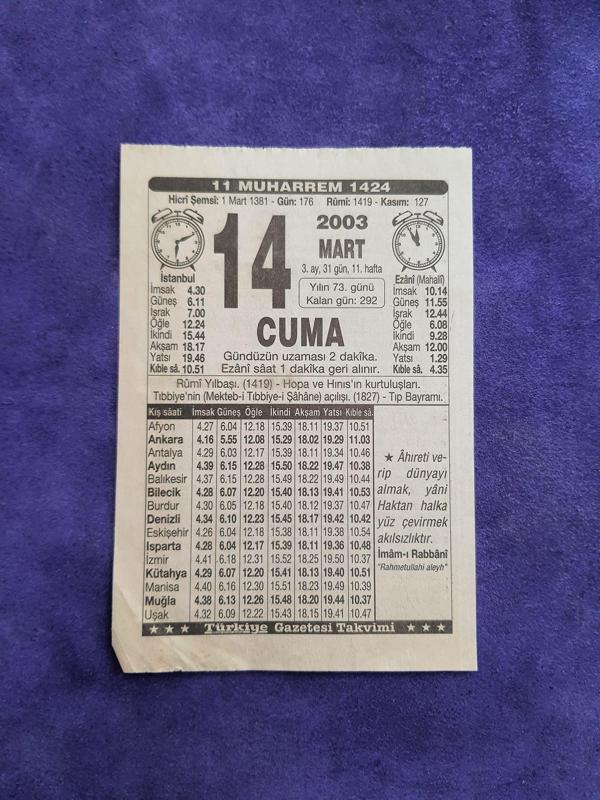 11 MUHARREM 1424
Hicrî Şemsî: 1 Mart 1381 - Gün: 176 Rûmî: 1419 - Kasım: 127
14
2003
MART
3. ay, 31 gün, 11. hafta
Yılın 73. günü
Kalan gün: 292
CUMA
Gündüzün uzaması 2 dakîka.
Ezânî sâat 1 dakîka geri alınır.
İstanbul
İmsak 4.30
Güneş 6.11
İşrak 7.00
Öğle 12.24
İkindi 15.44
Akşam 18.17
Yatsı 19.46
Kıble sâ. 10.51
Ezânî (Mahallî)
İmsak 10.14
Güneş 11.55
İşrak 12.44
Öğle 6.08
İkindi 9.28
Akşam 12.00
Yatsı 1.29
Kıble sâ. 4.35
Rûmî Yılbaşı. (1419) - Hopa ve Hınıs'ın kurtuluşları.
Tıbbiye'nin (Mekteb-i Tıbbiye-i Şâhâne) açılışı. (1827) - Tıp Bayramı.
Kış sâati İmsak Güneş Öğle İkindi Akşam Yatsı Kıble sâ.
Afyon 4.27 6.04 12.18 15.39 18.11 19.37 10.51
Ankara 4.16 5.55 12.08 15.29 18.02 19.29 11.03
Antalya 4.29 6.03 12.17 15.39 18.11 19.34 10.46
Aydın 4.39 6.15 12.28 15.50 18.22 19.47 10.38
Balıkesir 4.37 6.15 12.28 15.49 18.22 19.49 10.44
Bilecik 4.28 6.07 12.20 15.40 18.13 19.41 10.53
Burdur 4.30 6.05 12.18 15.40 18.12 19.37 10.47
Denizli 4.34 6.10 12.23 15.45 18.17 19.42 10.42
Eskişehir 4.26 6.04 12.18 15.38 18.11 19.38 10.54
Isparta 4.28 6.04 12.17 15.39 18.11 19.36 10.48
İzmir 4.41 6.18 12.31 15.52 18.25 19.50 10.37
Kütahya 4.29 6.07 12.20 15.41 18.13 19.40 10.51
Manisa 4.40 6.16 12.30 15.51 18.23 19.49 10.39
Muğla 4.38 6.13 12.26 15.48 18.20 19.44 10.37
Uşak 4.32 6.09 12.22 15.43 18.15 19.41 10.47
★ Âhıreti ve-
rip dünyayı
almak, yâni
Haktan halka
yüz çevirmek
akılsızlıktır.
İmâm-ı Rabbânî
"Rahmetullahi aleyh"
★ ★ ★ Türkiye Gazetesi Takvimi ★ ★ ★